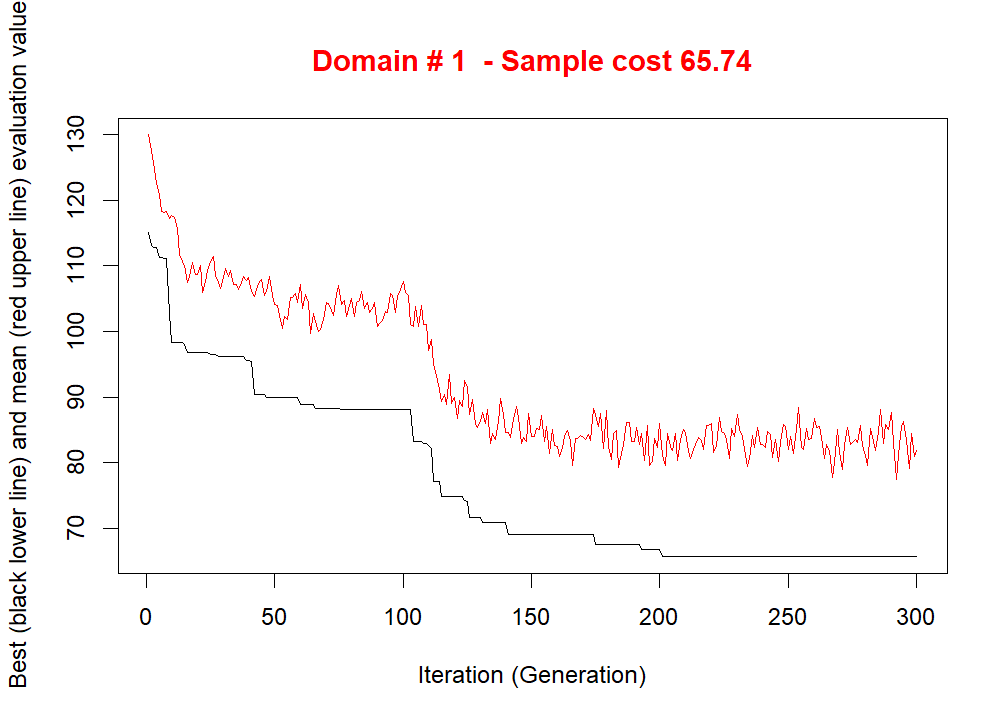 Domain # 1  - Sample cost 65.74
Best (black lower line) and mean (red upper line) evaluation value
130
120
110
100
90
80
70
0 50 100 150 200 250 300
Iteration (Generation)